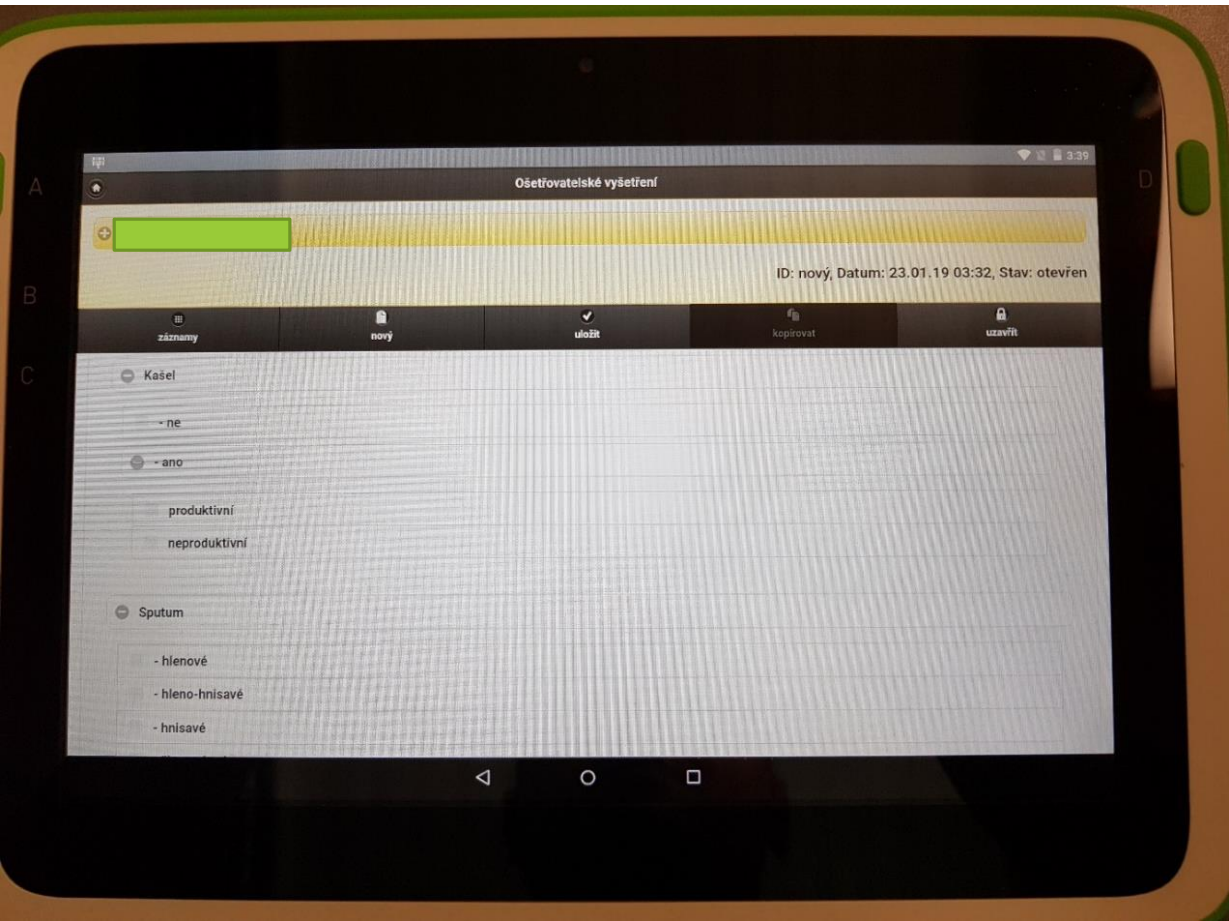 3:39
Ošetřovatelské vyšetření
ID: nový, Datum: 23.01.19 03:32, Stav: otevřen
záznamy nový uložit kopírovat uzavřít
Kašel
- ne
- ano
produktivní
neproduktivní
Sputum
- hlenové
- hleno-hnisavé
- hnisavé
A
B
C
D